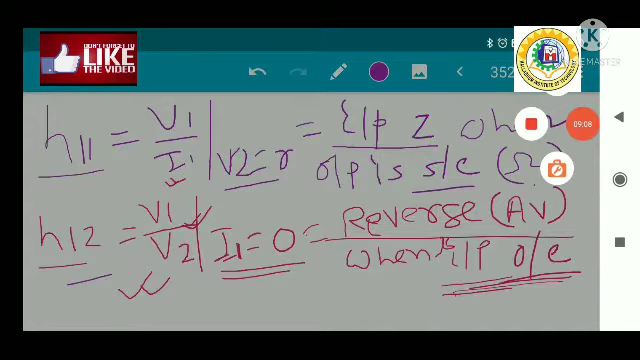 DON'T FORGET TO
LIKE
THE VIDEO
352
09:08
h11 = V1/I1 | V2=0 = i/p Z when
o/p is s/c (Ω)
h12 = V1/V2 | I1=0 = Reverse (AV)
when i/p o/c